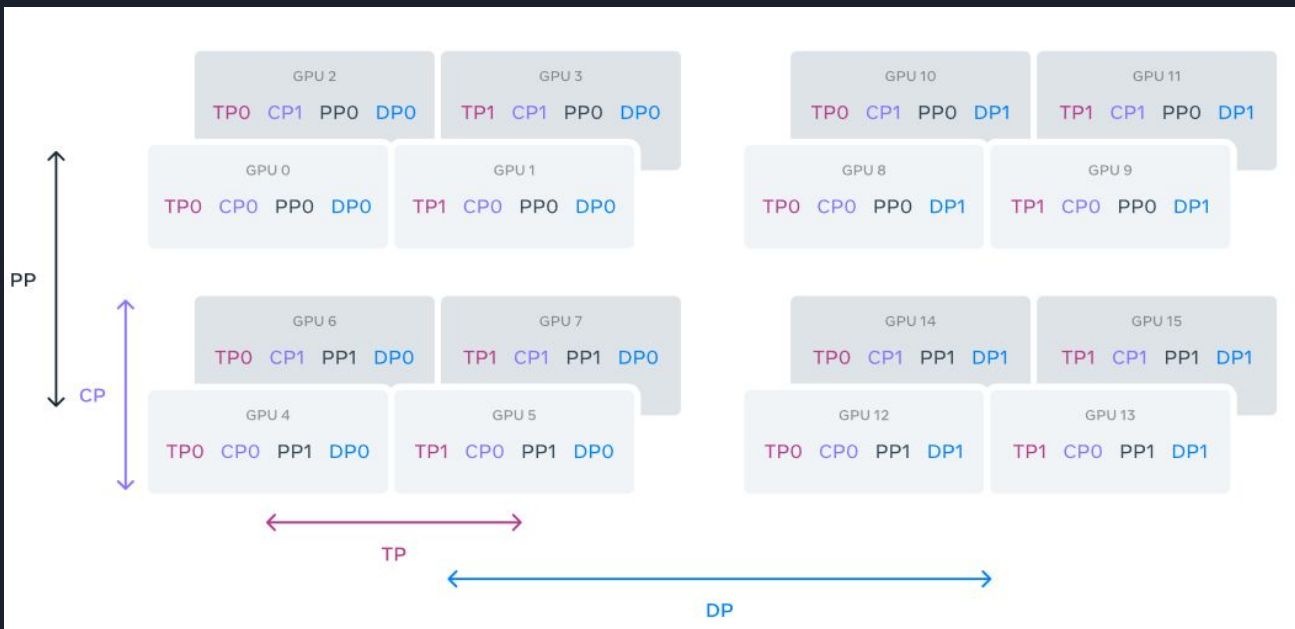 GPU 2
TP0 CP1 PP0 DP0
GPU 3
TP1 CP1 PP0 DP0
GPU 10
TP0 CP1 PP0 DP1
GPU 11
TP1 CP1 PP0 DP1
GPU 0
TP0 CP0 PP0 DP0
GPU 1
TP1 CP0 PP0 DP0
GPU 8
TP0 CP0 PP0 DP1
GPU 9
TP1 CP0 PP0 DP1
PP
GPU 6
TP0 CP1 PP1 DP0
GPU 7
TP1 CP1 PP1 DP0
GPU 14
TP0 CP1 PP1 DP1
GPU 15
TP1 CP1 PP1 DP1
CP
GPU 4
TP0 CP0 PP1 DP0
GPU 5
TP1 CP0 PP1 DP0
GPU 12
TP0 CP0 PP1 DP1
GPU 13
TP1 CP0 PP1 DP1
TP
DP